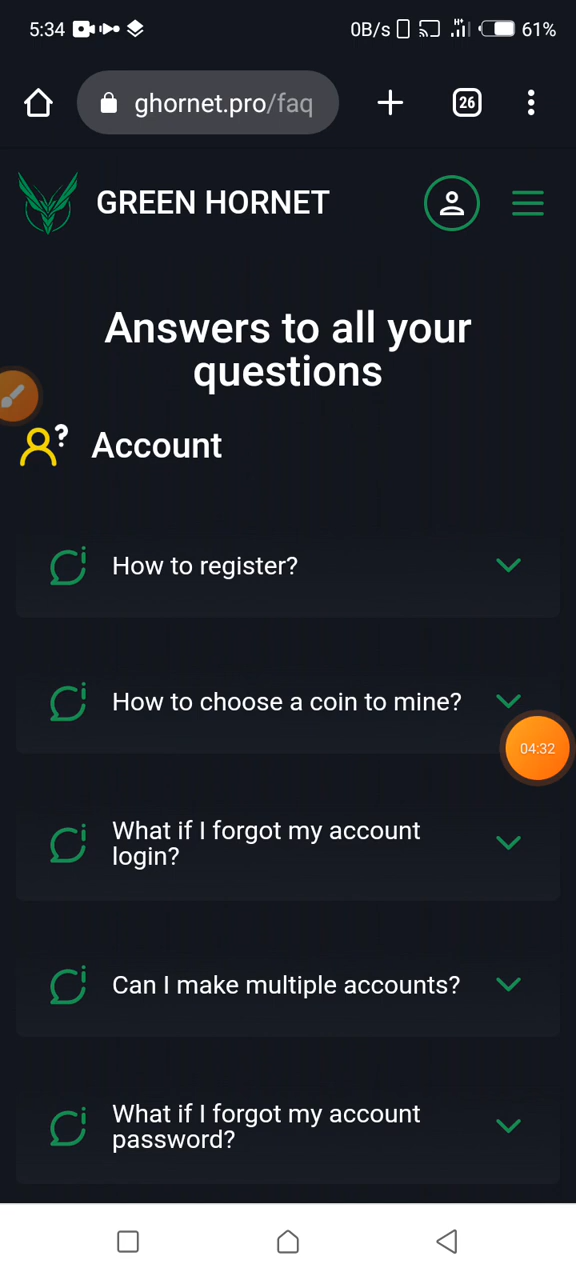 5:34 0B/s H+ 61%
ghornet.pro/faq 26
GREEN HORNET
Answers to all your
questions
? Account
How to register?
How to choose a coin to mine?
04:32
What if I forgot my account
login?
Can I make multiple accounts?
What if I forgot my account
password?